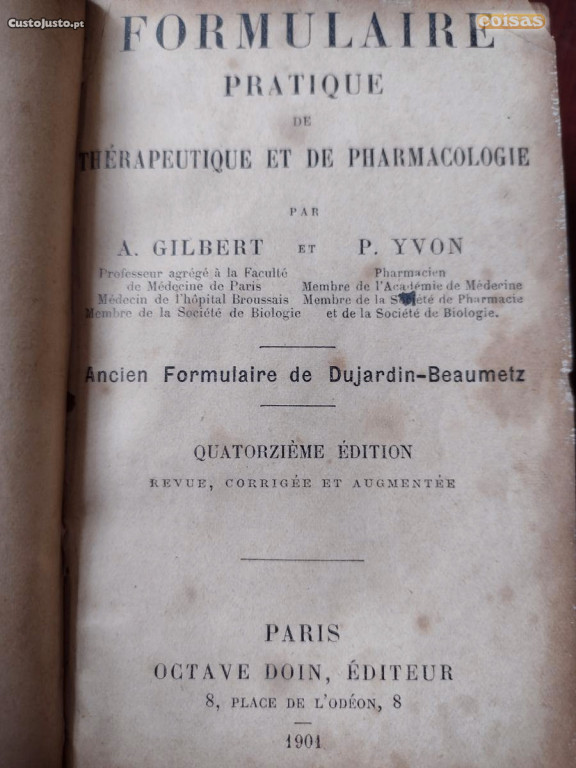 CustoJusto.pt
coisas
FORMULAIRE
PRATIQUE
DE
THÉRAPEUTIQUE ET DE PHARMACOLOGIE
PAR
A. GILBERT ET P. YVON
Professeur agrégé à la Faculté
de Médecine de Paris
Médecin de l'hôpital Broussais
Membre de la Société de Biologie
Pharmacien
Membre de l'Académie de Médecine
Membre de la Société de Pharmacie
et de la Société de Biologie.
Ancien Formulaire de Dujardin-Beaumetz
QUATORZIÈME ÉDITION
REVUE, CORRIGÉE ET AUGMENTÉE
PARIS
OCTAVE DOIN, ÉDITEUR
8, PLACE DE L'ODÉON, 8
1901